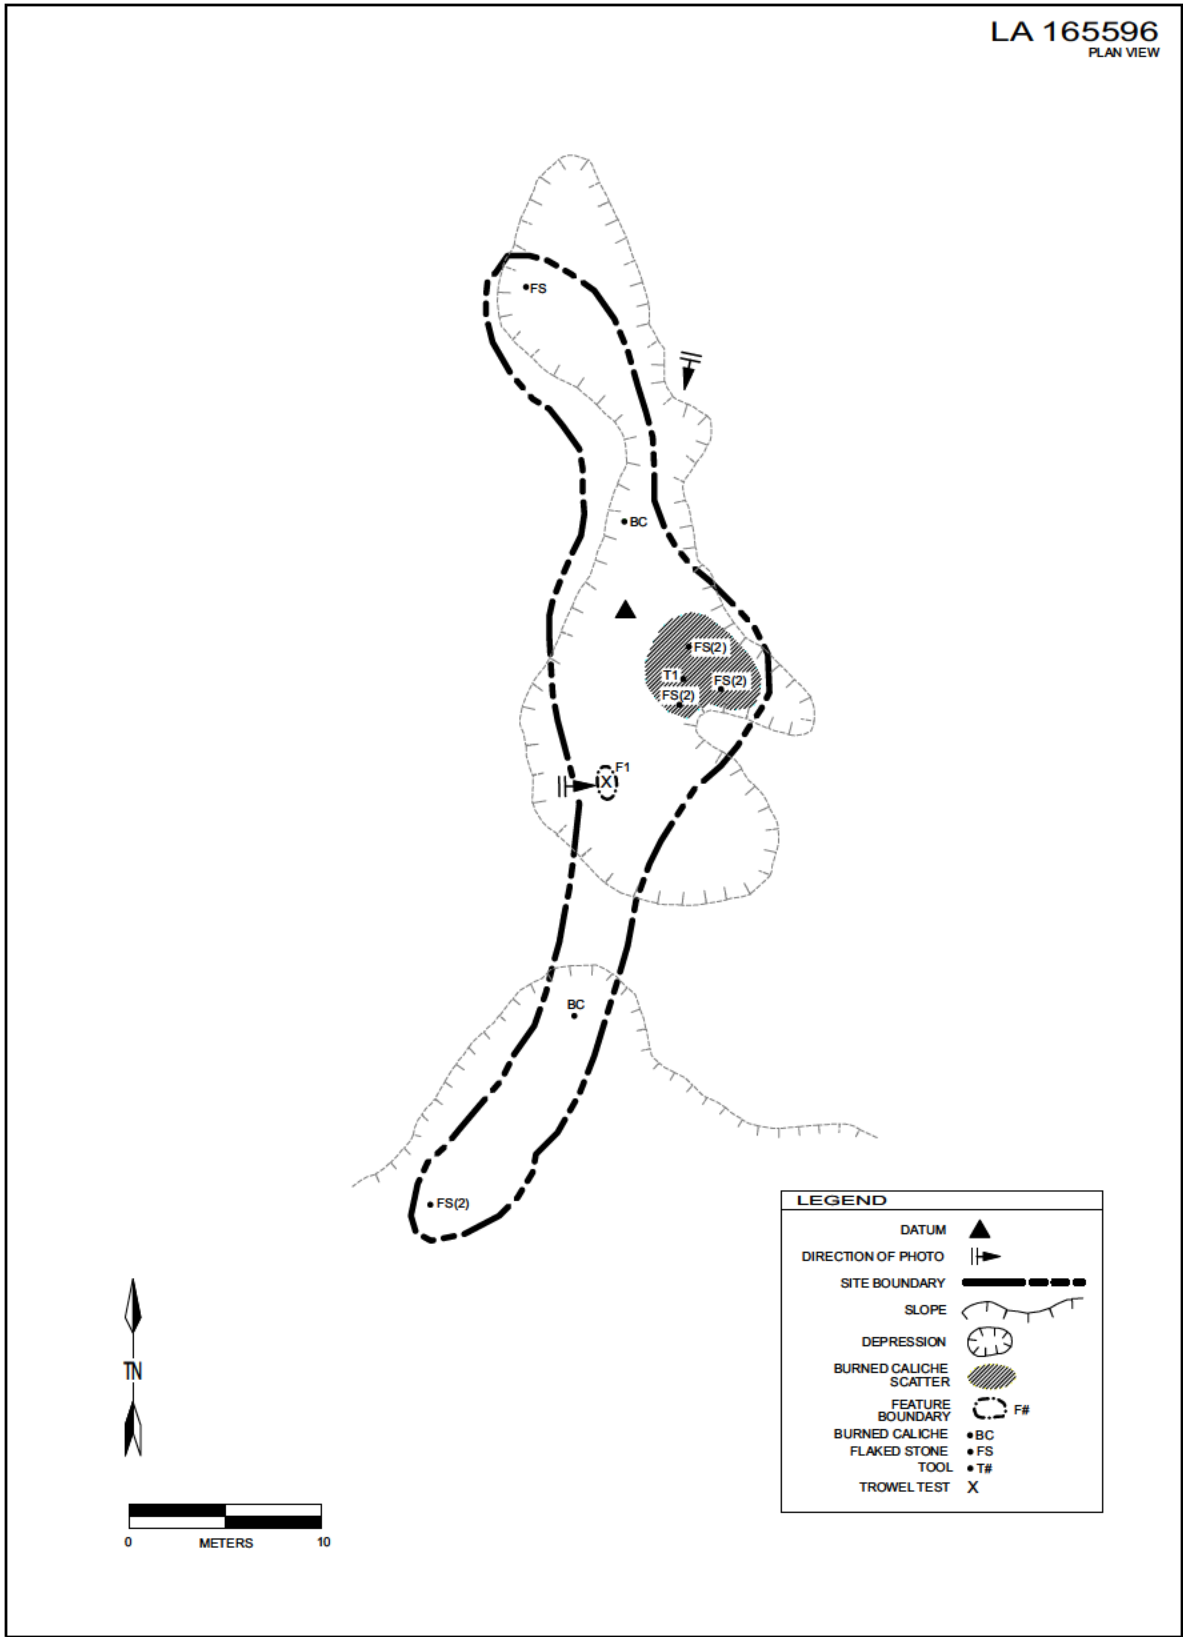 LA 165596
PLAN VIEW
FS
BC
FS(2)
T1
FS(2)
FS(2)
F1
X
BC
FS(2)
LEGEND
DATUM
DIRECTION OF PHOTO
SITE BOUNDARY
SLOPE
DEPRESSION
BURNED CALICHE
SCATTER
FEATURE
BOUNDARY
F#
BURNED CALICHE BC
FLAKED STONE FS
TOOL T#
TROWEL TEST X
TN
0 METERS 10